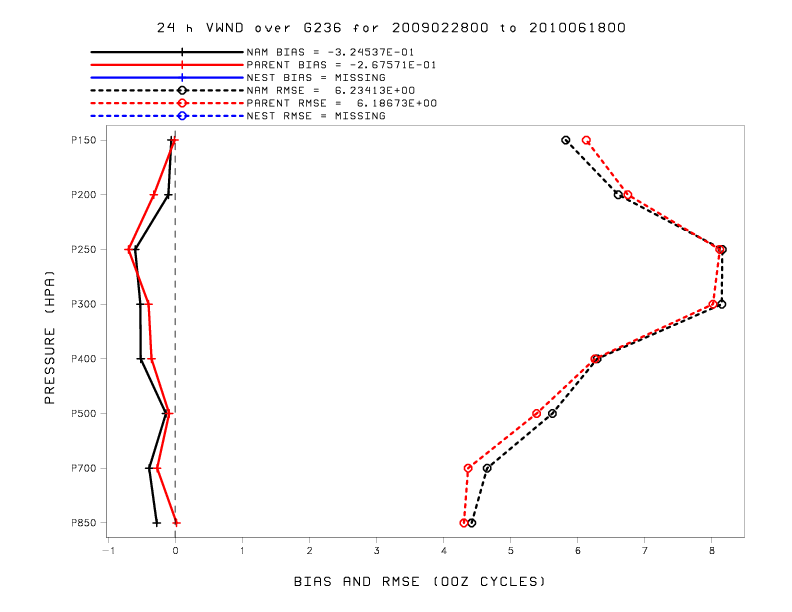 24 h VWND over G236 for 2009022800 to 2010061800
NAM BIAS = -3.24537E-01
PARENT BIAS = -2.67571E-01
NEST BIAS = MISSING
NAM RMSE =  6.23413E+00
PARENT RMSE =  6.18673E+00
NEST RMSE = MISSING
P150
P200
P250
P300
P400
P500
P700
P850
PRESSURE (HPA)
-1 0 1 2 3 4 5 6 7 8
BIAS AND RMSE (00Z CYCLES)